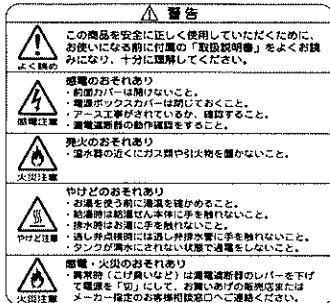 警告
この商品を安全に正しく使用していただくために、
お使いになる前に付属の「取扱説明書」をよくお読
みになり、十分に理解してください。
よく読め
感電のおそれあり
・前面カバーは開けないこと。
・電源ボックスカバーは閉じておくこと。
・アース工事がされているか、確認すること。
・漏電遮断器の動作確認をすること。
感電注意
発火のおそれあり
・温水器の近くにガス類や引火物を置かないこと。
火災注意
やけどのおそれあり
・お湯を使う前に湯温を確かめること。
・給湯時は給湯せん本体に手を触れないこと。
・排水時はお湯に手を触れないこと。
・逃し弁点検時には逃し弁排水管に手を触れないこと。
・タンクが満水にされない状態で通電をしないこと。
やけど注意
感電・火災のおそれあり
・異常時(こげ臭いなど)は漏電遮断器のレバーを下げ
て電源を「切」にして、お買いあげの販売店または
メーカー指定のお客様相談窓口へご連絡ください。
火災注意